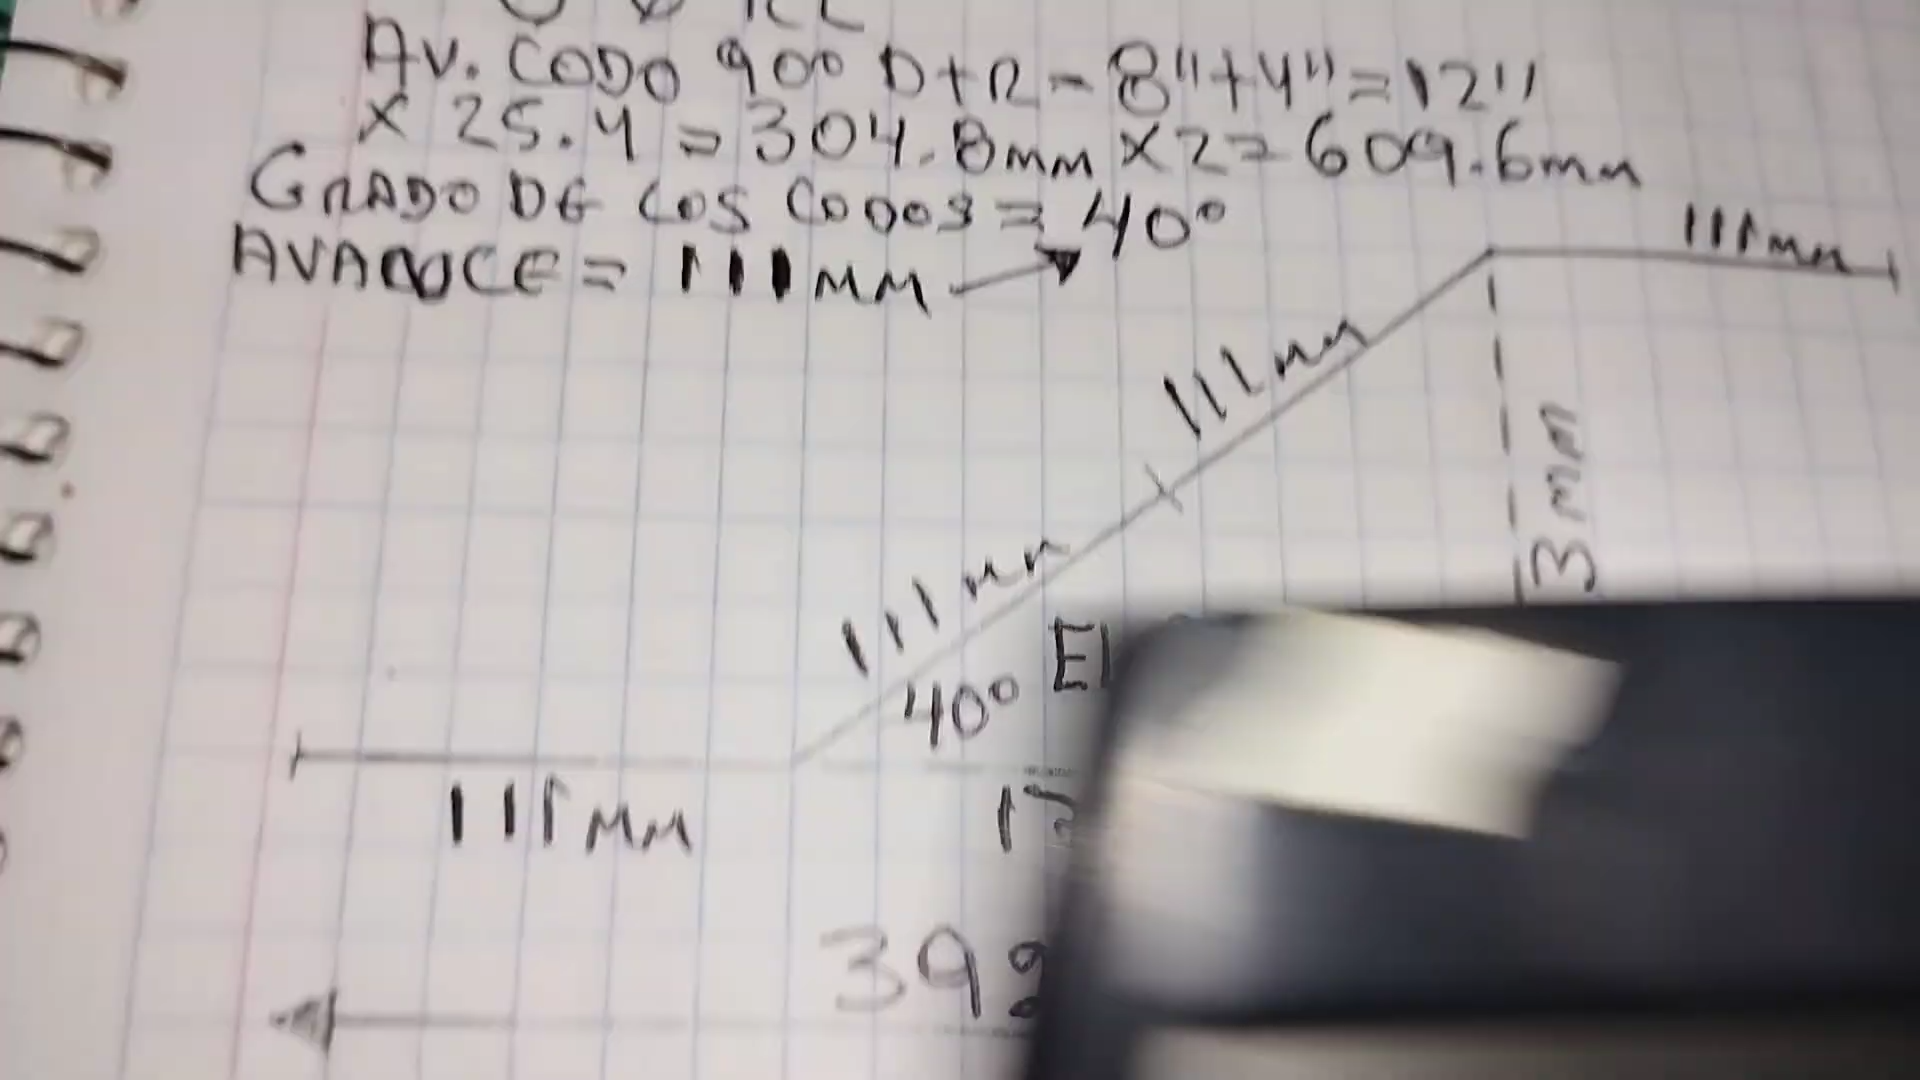 AV. CODO 90° D+R - 8"+4"=12"
X 25.4 = 304.8mm X2= 609.6mm
GRADO DE LOS CODOS = 40°
AVANCE = 111MM
111mm
111mm
3mm
111mm
40°
111MM